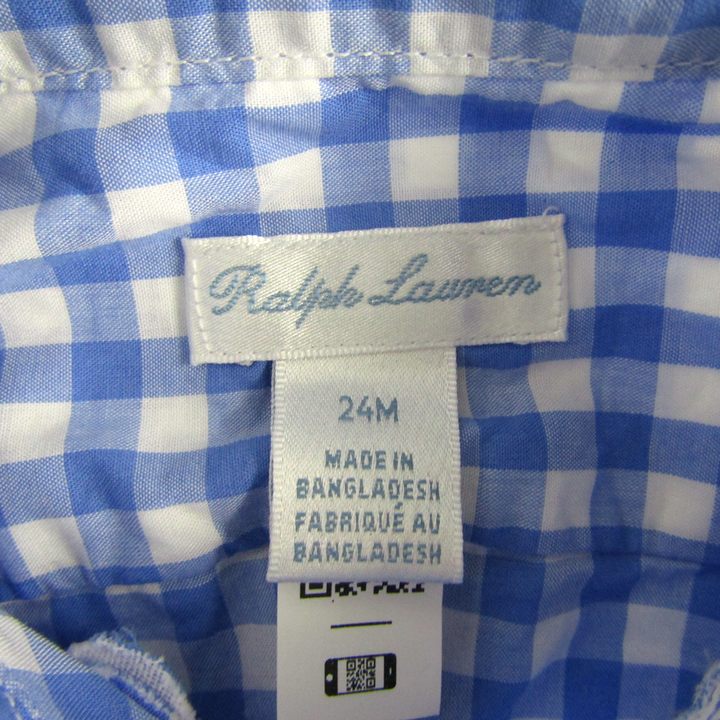 Ralph Lauren
24M
MADE IN
BANGLADESH
FABRIQUÉ AU
BANGLADESH